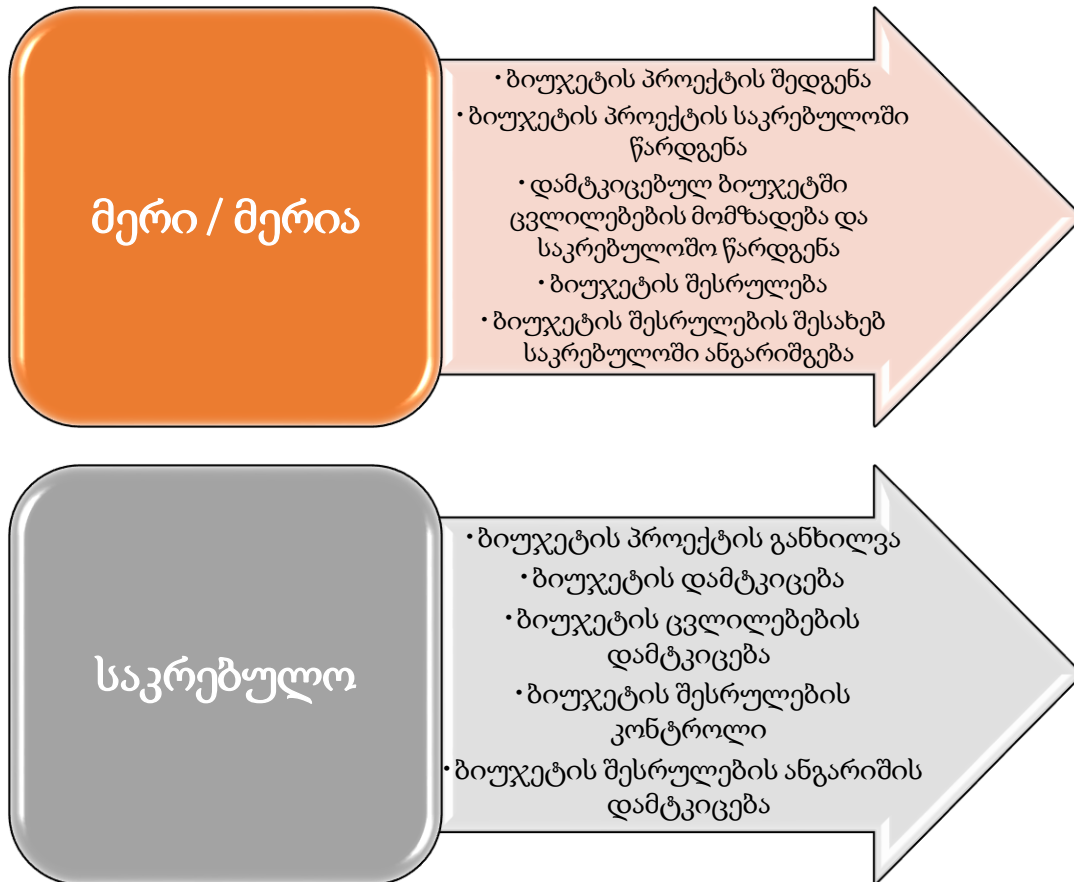 მერი / მერია
• ბიუჯეტის პროექტის შედგენა
• ბიუჯეტის პროექტის საკრებულოში
წარდგენა
• დამტკიცებულ ბიუჯეტში
ცვლილებების მომზადება და
საკრებულოშო წარდგენა
• ბიუჯეტის შესრულება
• ბიუჯეტის შესრულების შესახებ
საკრებულოში ანგარიშგება
საკრებულო
• ბიუჯეტის პროექტის განხილვა
• ბიუჯეტის დამტკიცება
• ბიუჯეტის ცვლილებების
დამტკიცება
• ბიუჯეტის შესრულების
კონტროლი
• ბიუჯეტის შესრულების ანგარიშის
დამტკიცება